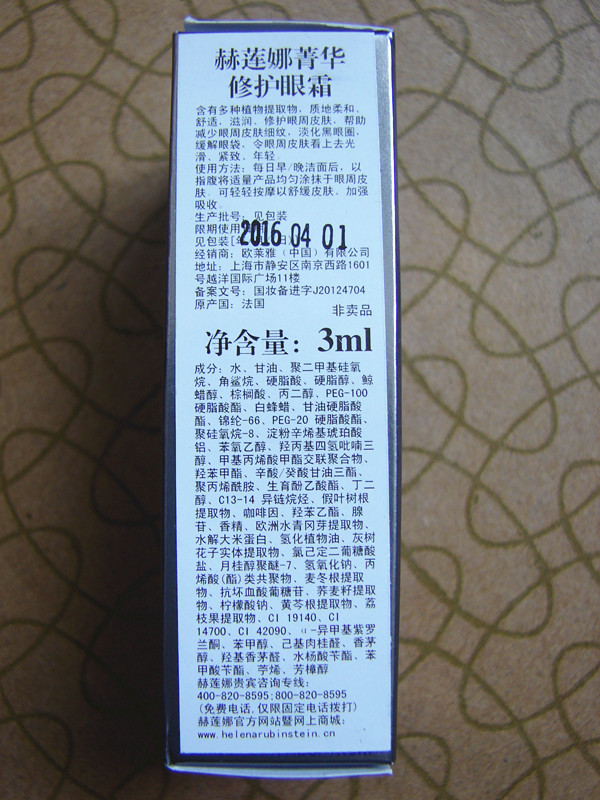 赫莲娜菁华
修护眼霜
含有多种植物提取物，质地柔和、
舒适，滋润、修护眼周皮肤，帮助
减少眼周皮肤细纹，淡化黑眼圈，
缓解眼袋，令眼周皮肤看上去光
滑、紧致、年轻。
使用方法：每日早/晚洁面后，以
指腹将适量产品均匀涂抹于眼周皮
肤，可轻轻按摩以舒缓皮肤，加强
吸收。
生产批号：见包装
限期使用
2016 04 01
见包装[年
经销商：欧莱雅（中国）有限公司
地址：上海市静安区南京西路1601
号越洋国际广场11楼
备案文号：国妆备进字J20124704
原产国：法国
非卖品
净含量：3ml
成分：水、甘油、聚二甲基硅氧
烷、角鲨烷、硬脂酸、硬脂醇、鲸
蜡醇、棕榈酸、丙二醇、PEG-100
硬脂酸酯、白蜂蜡、甘油硬脂酸
酯、锦纶-66、PEG-20 硬脂酸酯、
聚硅氧烷-8、淀粉辛烯基琥珀酸
铝、苯氧乙醇、羟丙基四氢吡喃三
醇、甲基丙烯酸甲酯交联聚合物、
羟苯甲酯、辛酸/癸酸甘油三酯、
聚丙烯酰胺、生育酚乙酸酯、丁二
醇、C13-14 异链烷烃、假叶树根
提取物、咖啡因、羟苯乙酯、腺
苷、香精、欧洲水青冈芽提取物、
水解大米蛋白、氢化植物油、灰树
花子实体提取物、氯己定二葡糖酸
盐、月桂醇聚醚-7、氢氧化钠、丙
烯酸(酯)类共聚物、麦冬根提取
物、抗坏血酸葡糖苷、荞麦籽提取
物、柠檬酸钠、黄芩根提取物、荔
枝果提取物、CI 19140、CI
14700、CI 42090、α-异甲基紫罗
兰酮、苯甲醇、己基肉桂醛、香茅
醇、羟基香茅醛、水杨酸苄酯、苯
甲酸苄酯、苧烯、芳樟醇
赫莲娜贵宾咨询专线：
400-820-8595;800-820-8595
(免费电话,仅限固定电话拨打)
赫莲娜官方网站暨网上商城：
www.helenarubinstein.cn